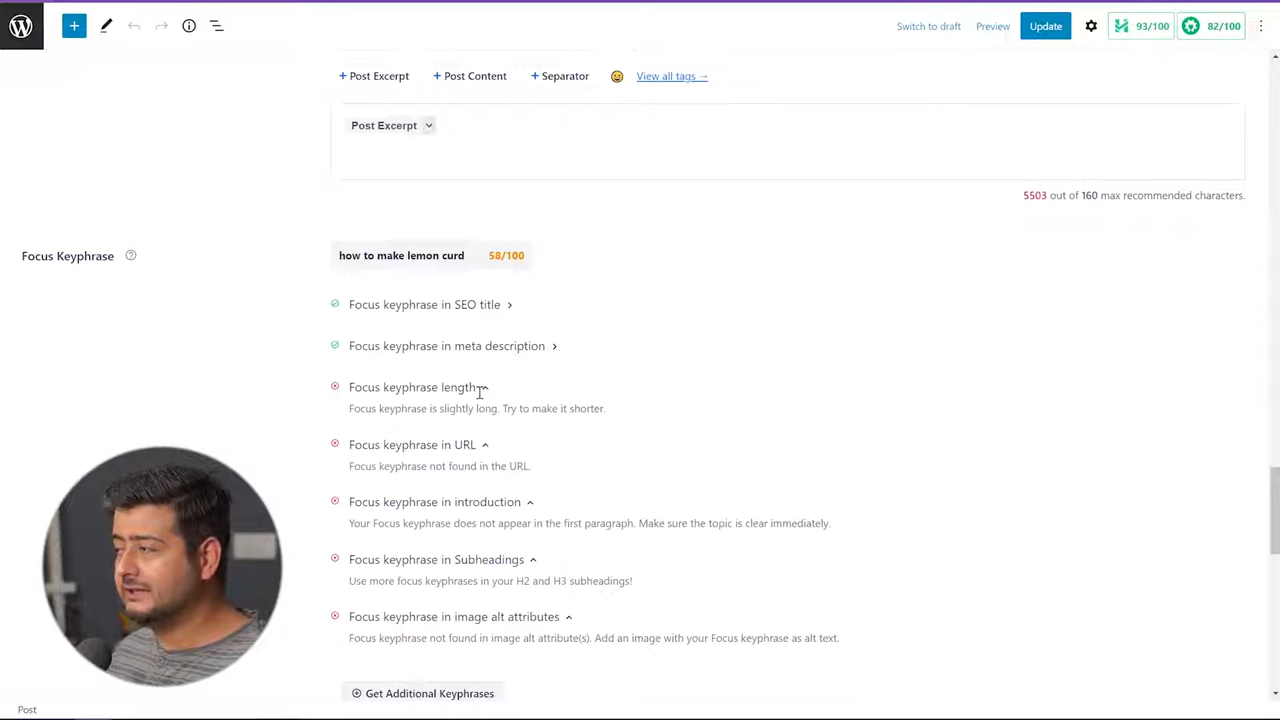 Switch to draft Preview Update 93/100 82/100
+ Post Excerpt + Post Content + Separator View all tags →
Post Excerpt
5503 out of 160 max recommended characters.
Focus Keyphrase how to make lemon curd 58/100
Focus keyphrase in SEO title
Focus keyphrase in meta description
Focus keyphrase length
Focus keyphrase is slightly long. Try to make it shorter.
Focus keyphrase in URL
Focus keyphrase not found in the URL.
Focus keyphrase in introduction
Your Focus keyphrase does not appear in the first paragraph. Make sure the topic is clear immediately.
Focus keyphrase in Subheadings
Use more focus keyphrases in your H2 and H3 subheadings!
Focus keyphrase in image alt attributes
Focus keyphrase not found in image alt attribute(s). Add an image with your Focus keyphrase as alt text.
Get Additional Keyphrases
Post